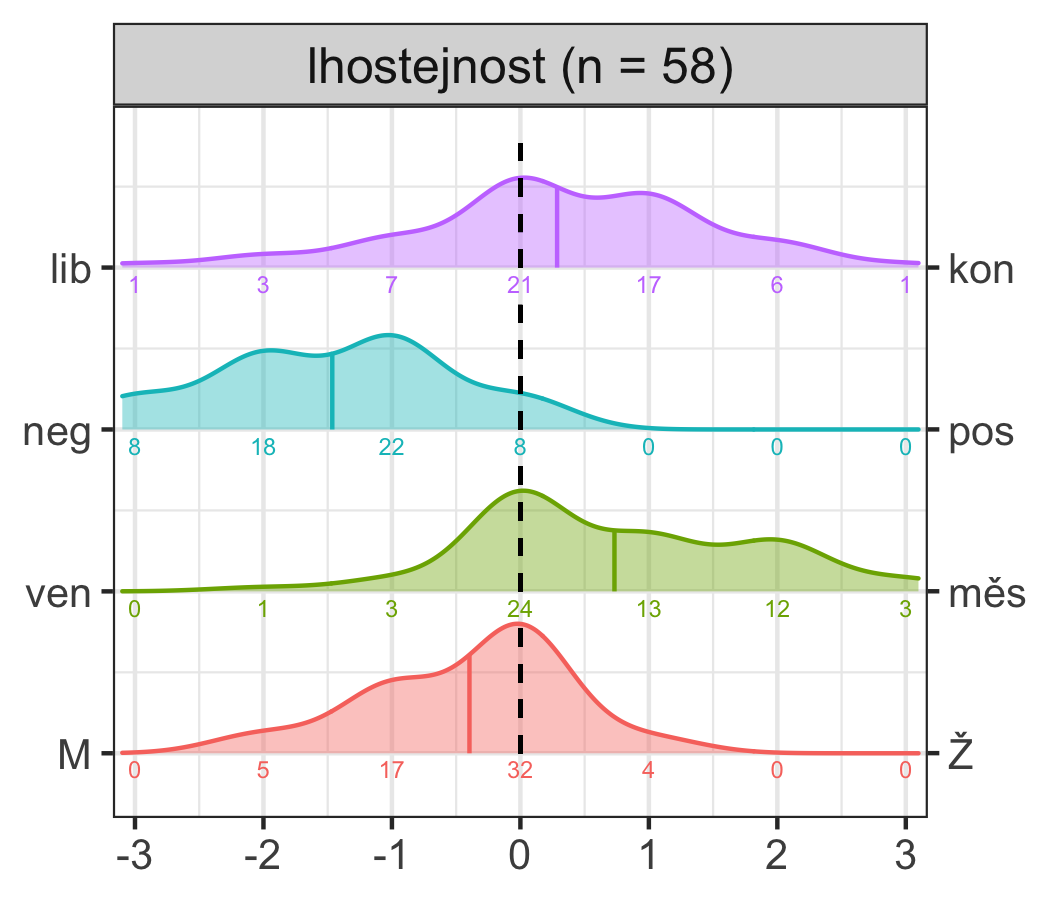 lhostejnost (n = 58)
lib kon
1 3 7 21 17 6 1
neg pos
8 18 22 8 0 0 0
ven měs
0 1 3 24 13 12 3
M Ž
0 5 17 32 4 0 0
-3 -2 -1 0 1 2 3